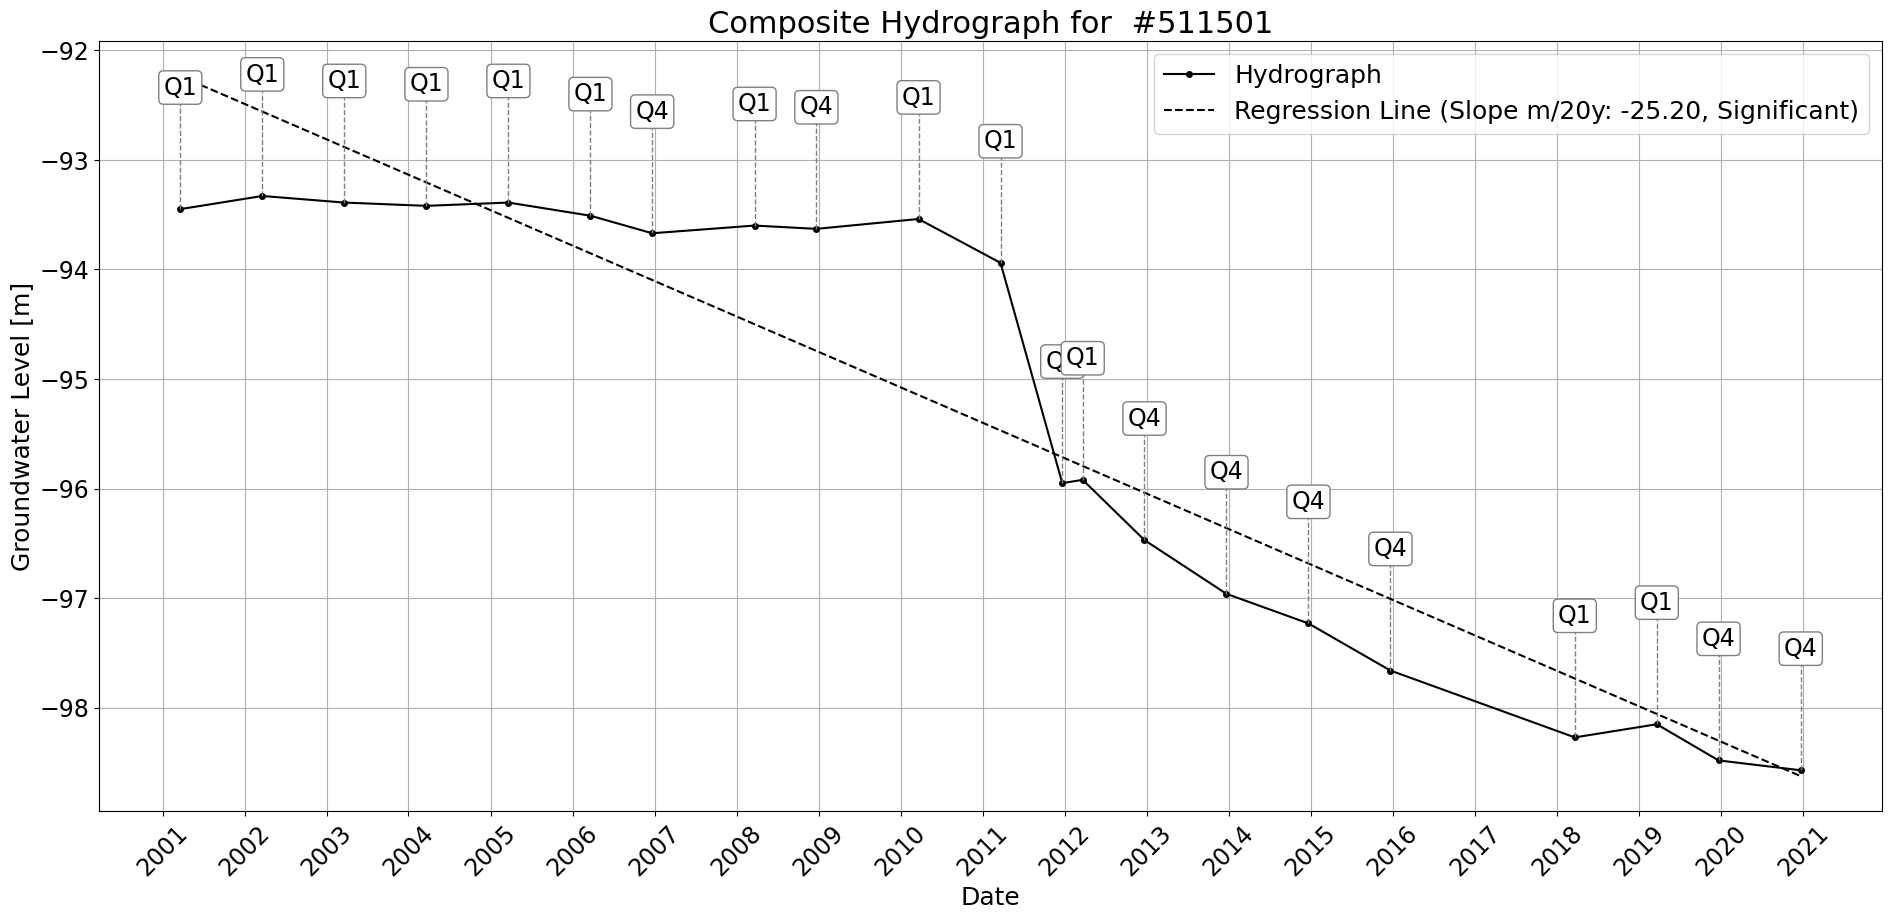 Composite Hydrograph for #511501
Hydrograph
Regression Line (Slope m/20y: -25.20, Significant)
Groundwater Level [m]
−92
−93
−94
−95
−96
−97
−98
Q1
Q1
Q1
Q1
Q1
Q1
Q4
Q1
Q4
Q1
Q1
Q
Q1
Q4
Q4
Q4
Q4
Q1
Q1
Q4
Q4
2001
2002
2003
2004
2005
2006
2007
2008
2009
2010
2011
2012
2013
2014
2015
2016
2017
2018
2019
2020
2021
Date